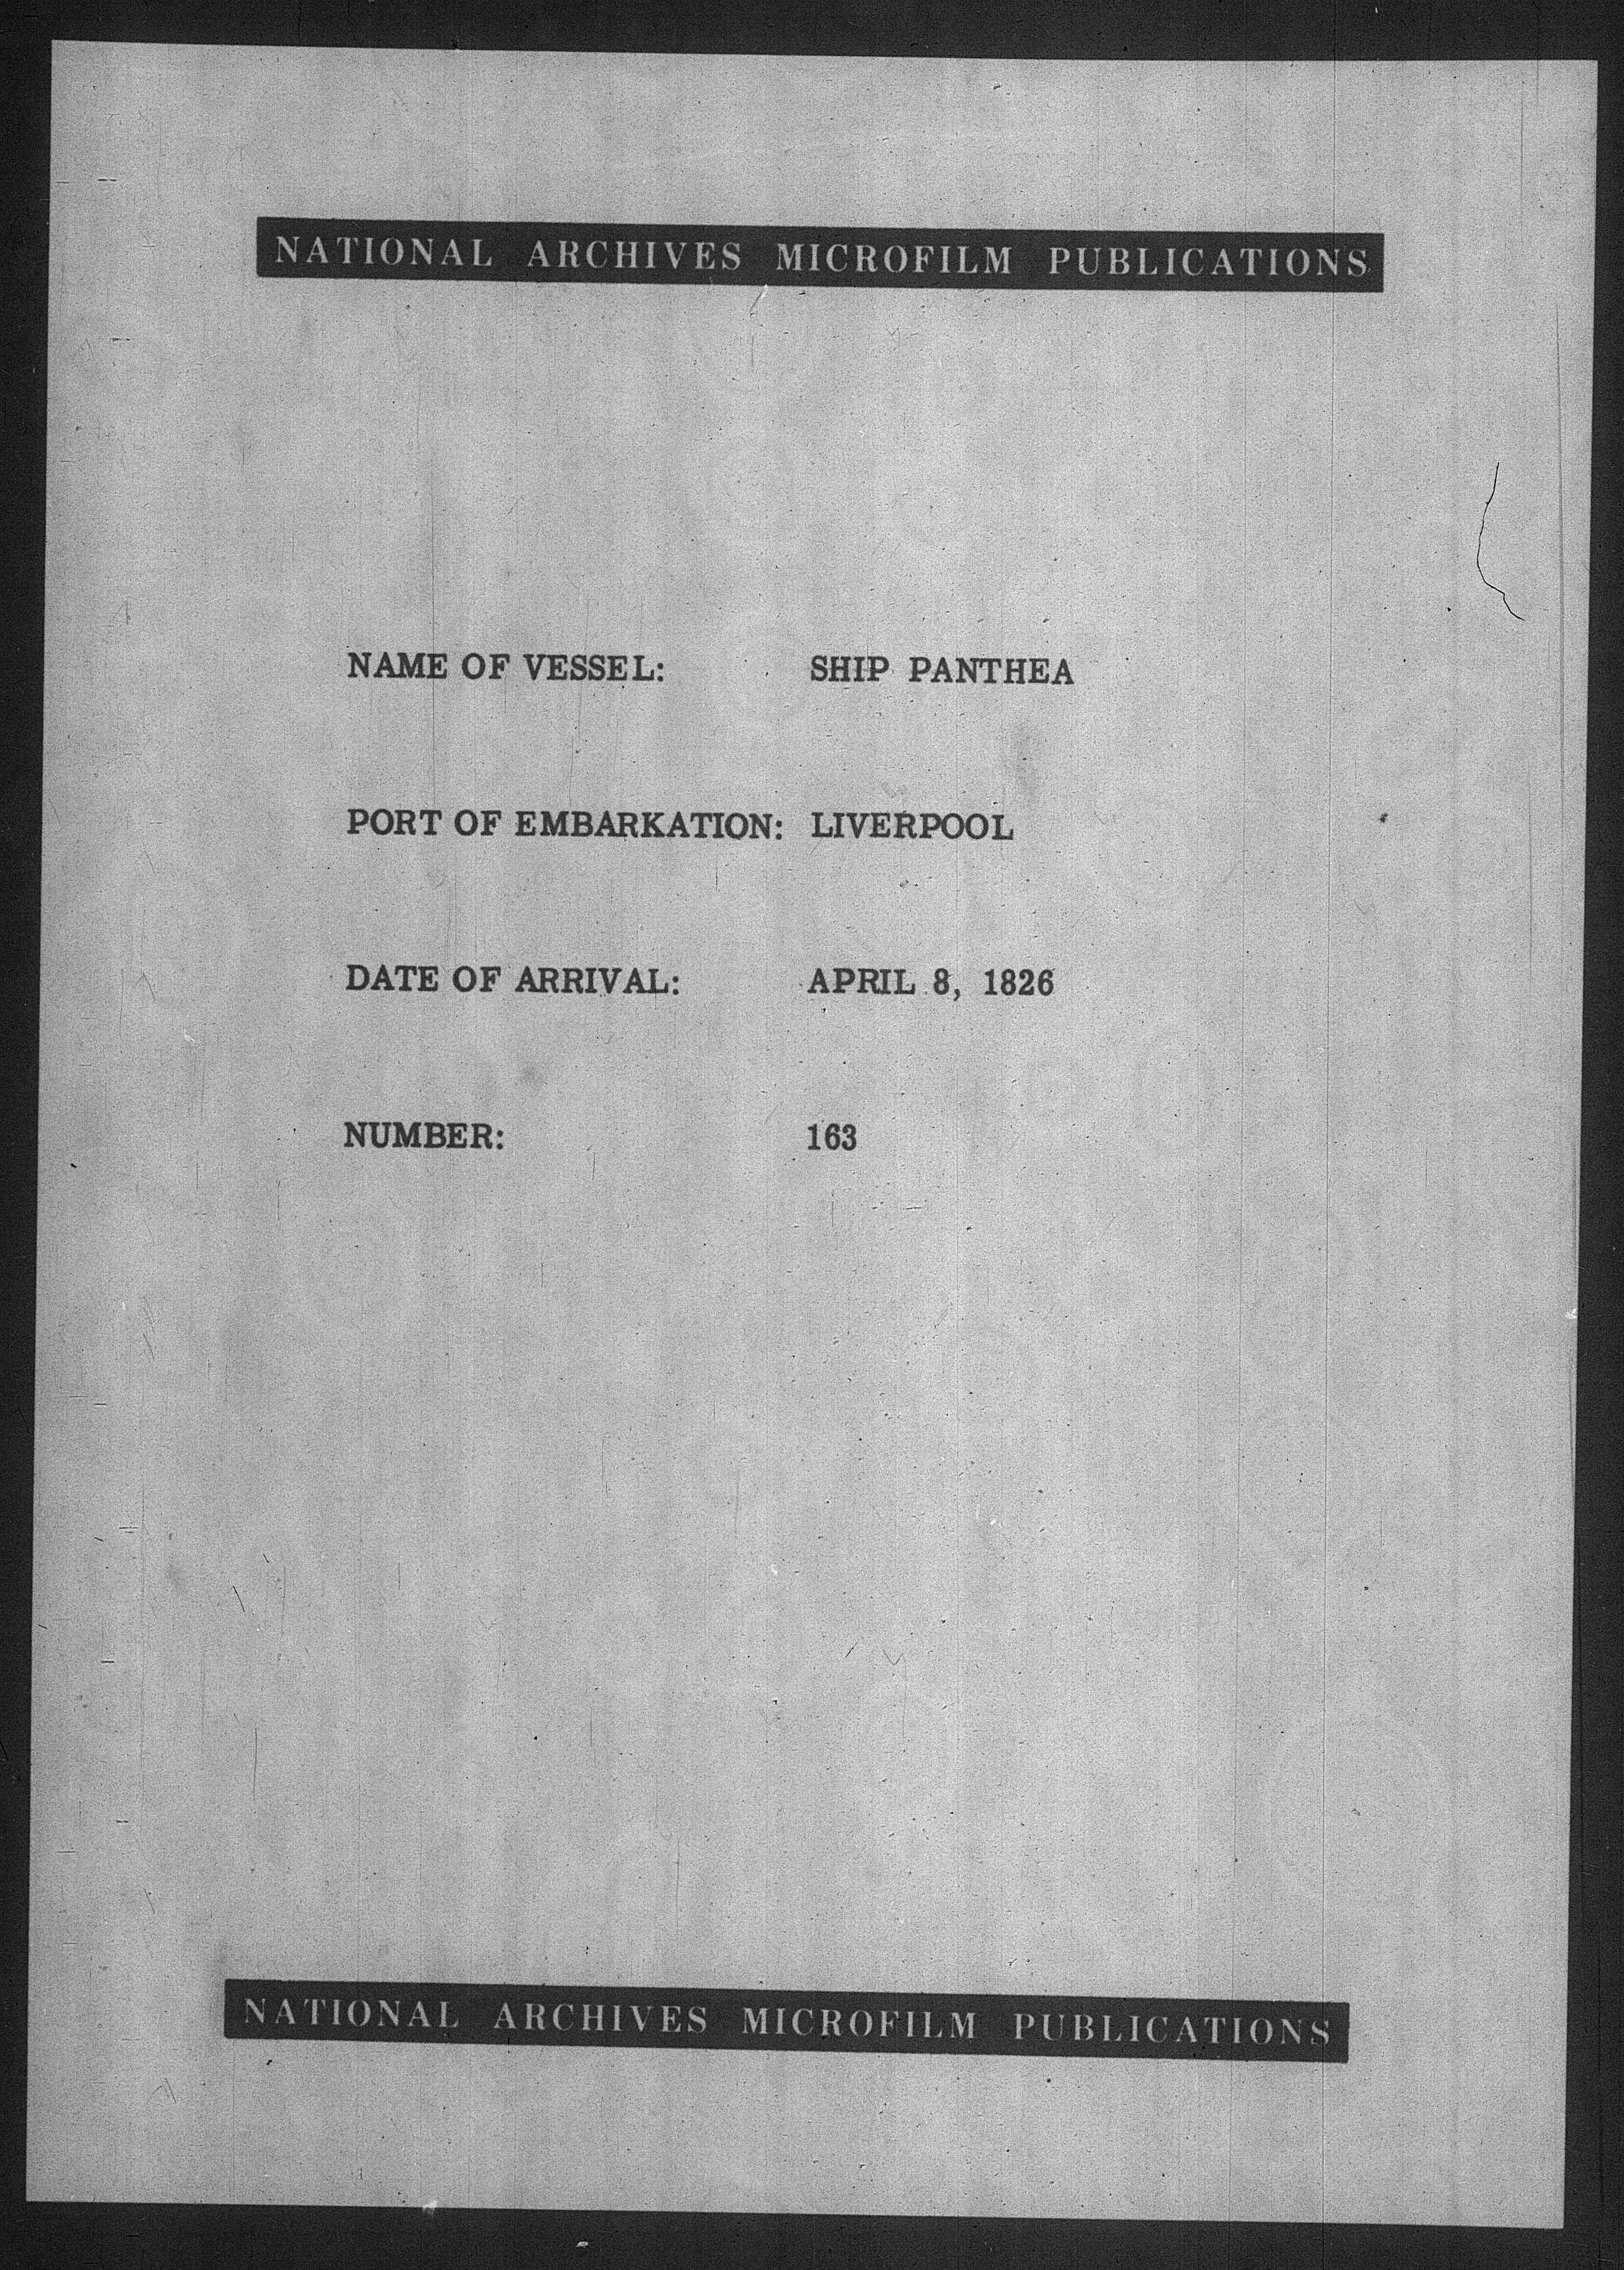 NATIONAL ARCHIVES MICROFILM PUBLICATIONS
NAME OF VESSEL: SHIP PANTHEA
PORT OF EMBARKATION: LIVERPOOL
DATE OF ARRIVAL: APRIL 8, 1826
NUMBER: 163
NATIONAL ARCHIVES MICROFILM PUBLICATIONS